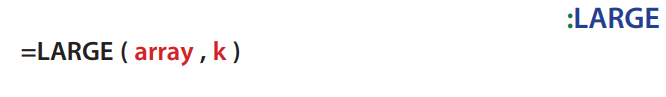 :LARGE
=LARGE ( array , k )